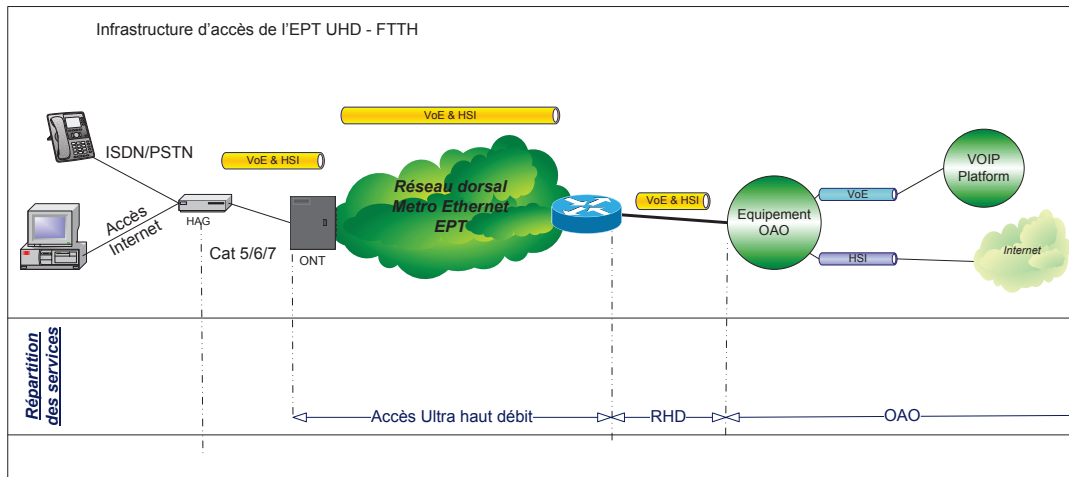 Infrastructure d'accès de l'EPT UHD - FTTH
VoE & HSI
ISDN/PSTN
VoE & HSI
Réseau dorsal
Metro Ethernet
EPT
VoE & HSI
Equipement
OAO
VoE
VOIP
Platform
Accès
Internet
HAG
Cat 5/6/7
ONT
HSI
Internet
Répartition
des services
Accès Ultra haut débit
RHD
OAO